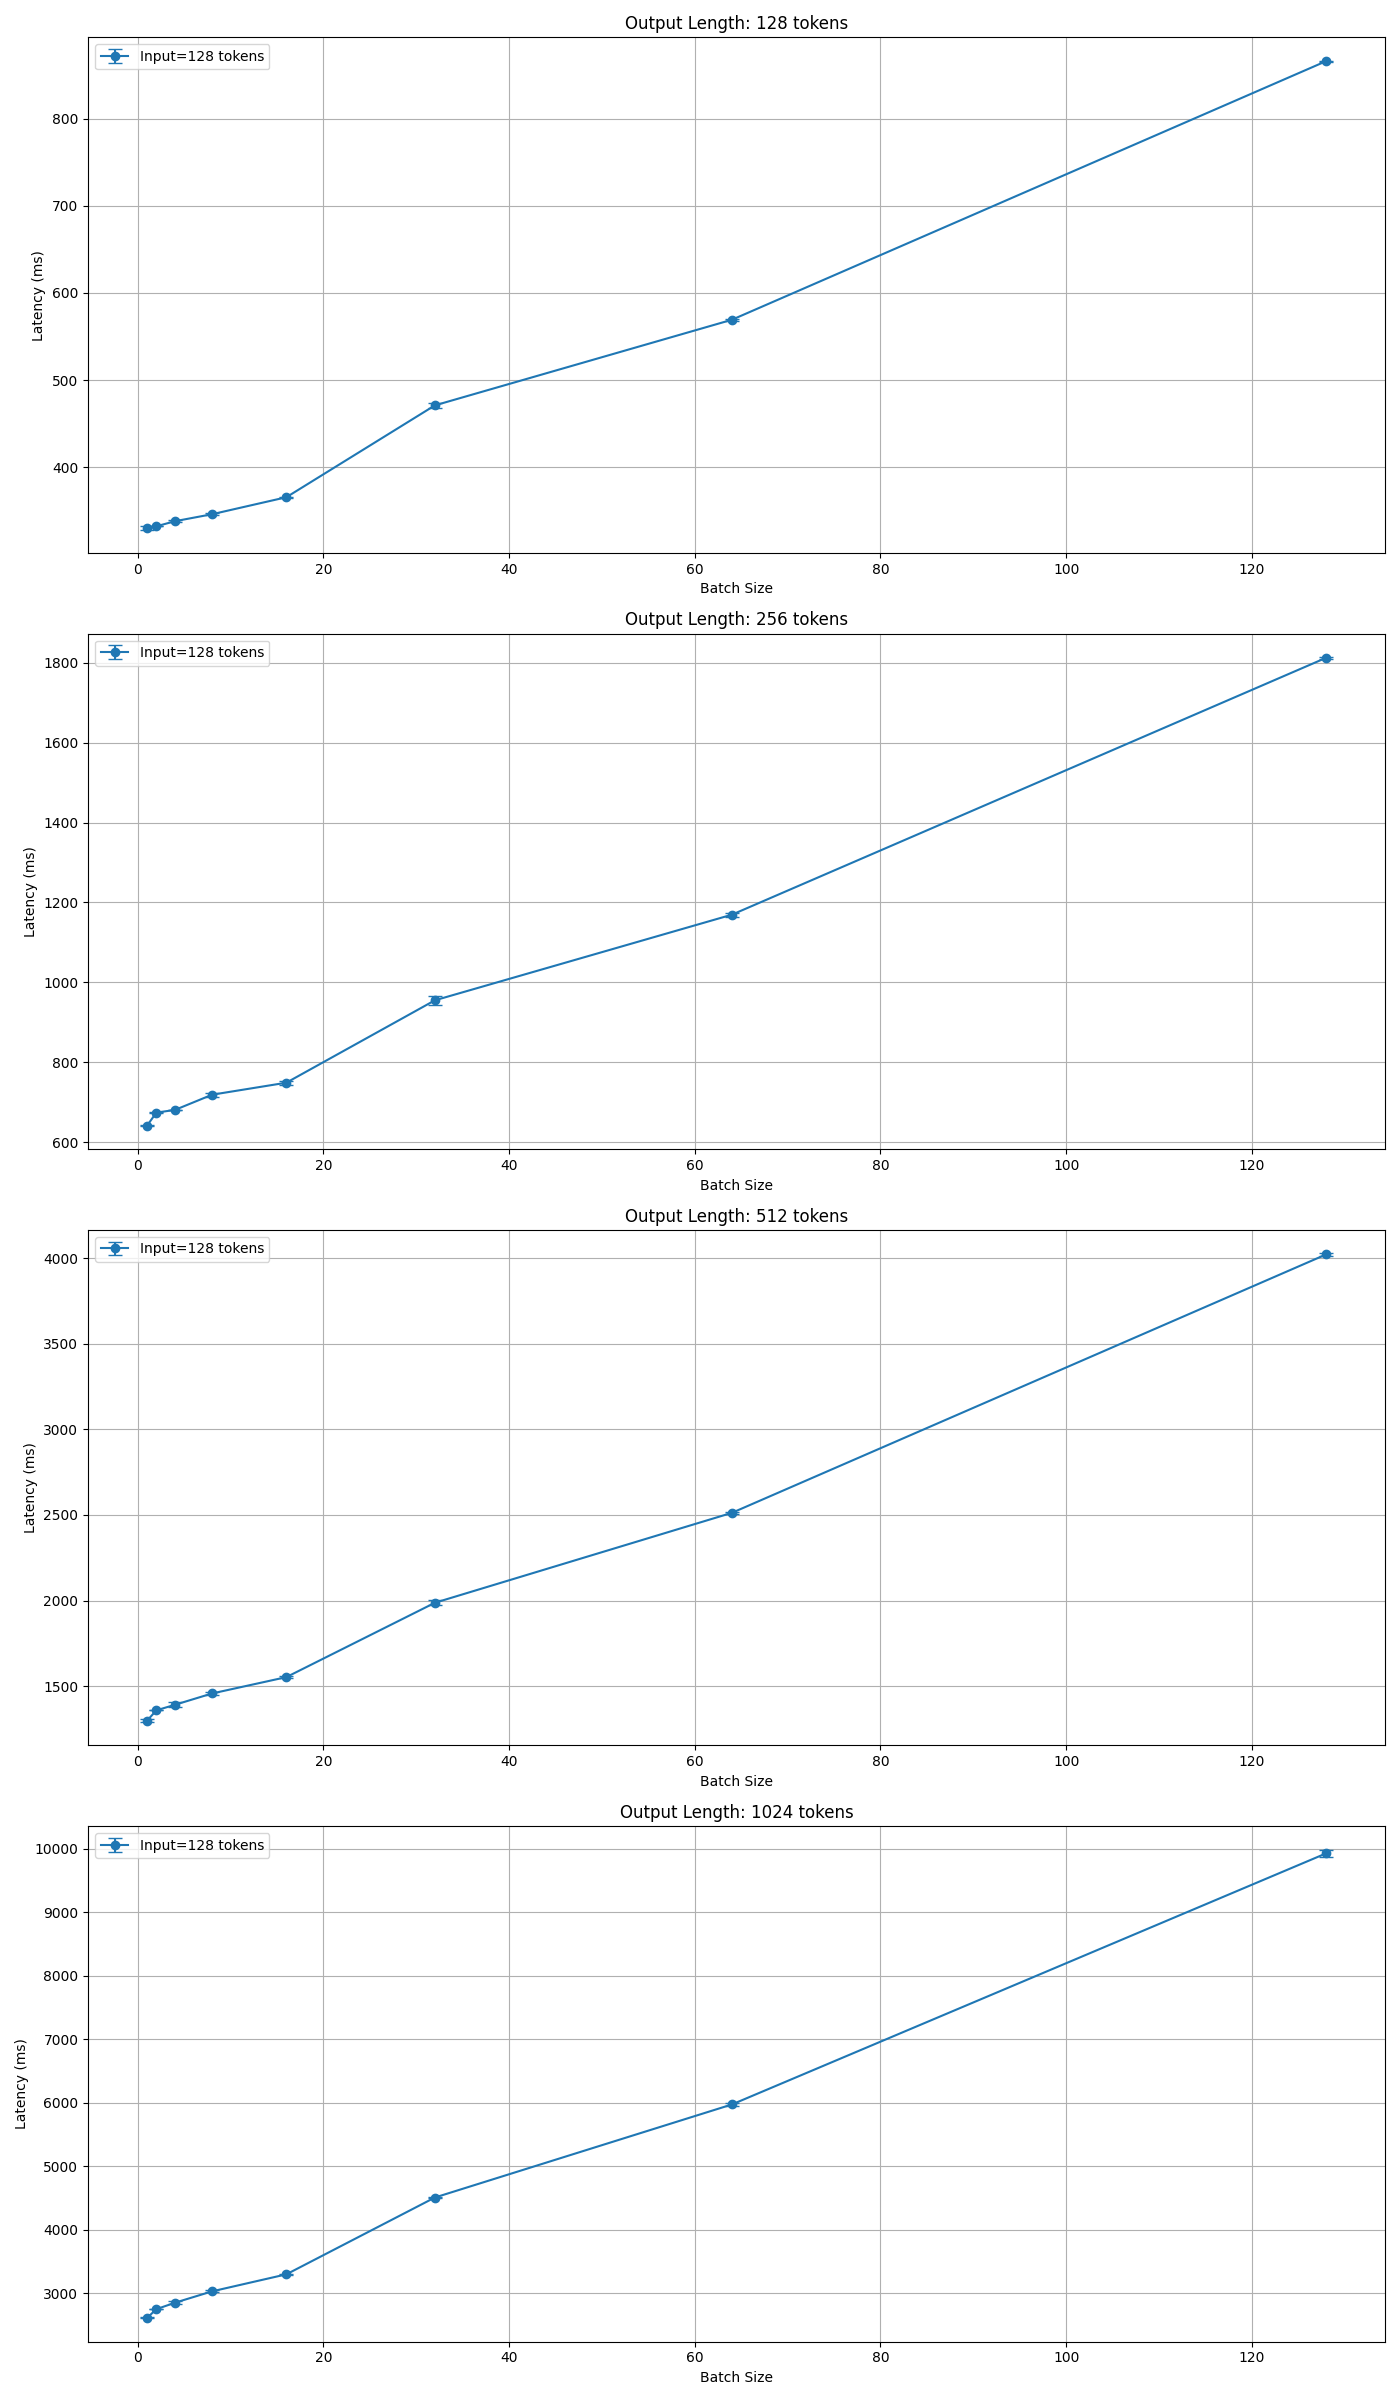 Output Length: 128 tokens
Input=128 tokens
800
700
600
500
400
Latency (ms)
0 20 40 60 80 100 120
Batch Size
Output Length: 256 tokens
Input=128 tokens
1800
1600
1400
1200
1000
800
600
Latency (ms)
0 20 40 60 80 100 120
Batch Size
Output Length: 512 tokens
Input=128 tokens
4000
3500
3000
2500
2000
1500
Latency (ms)
0 20 40 60 80 100 120
Batch Size
Output Length: 1024 tokens
Input=128 tokens
10000
9000
8000
7000
6000
5000
4000
3000
Latency (ms)
0 20 40 60 80 100 120
Batch Size